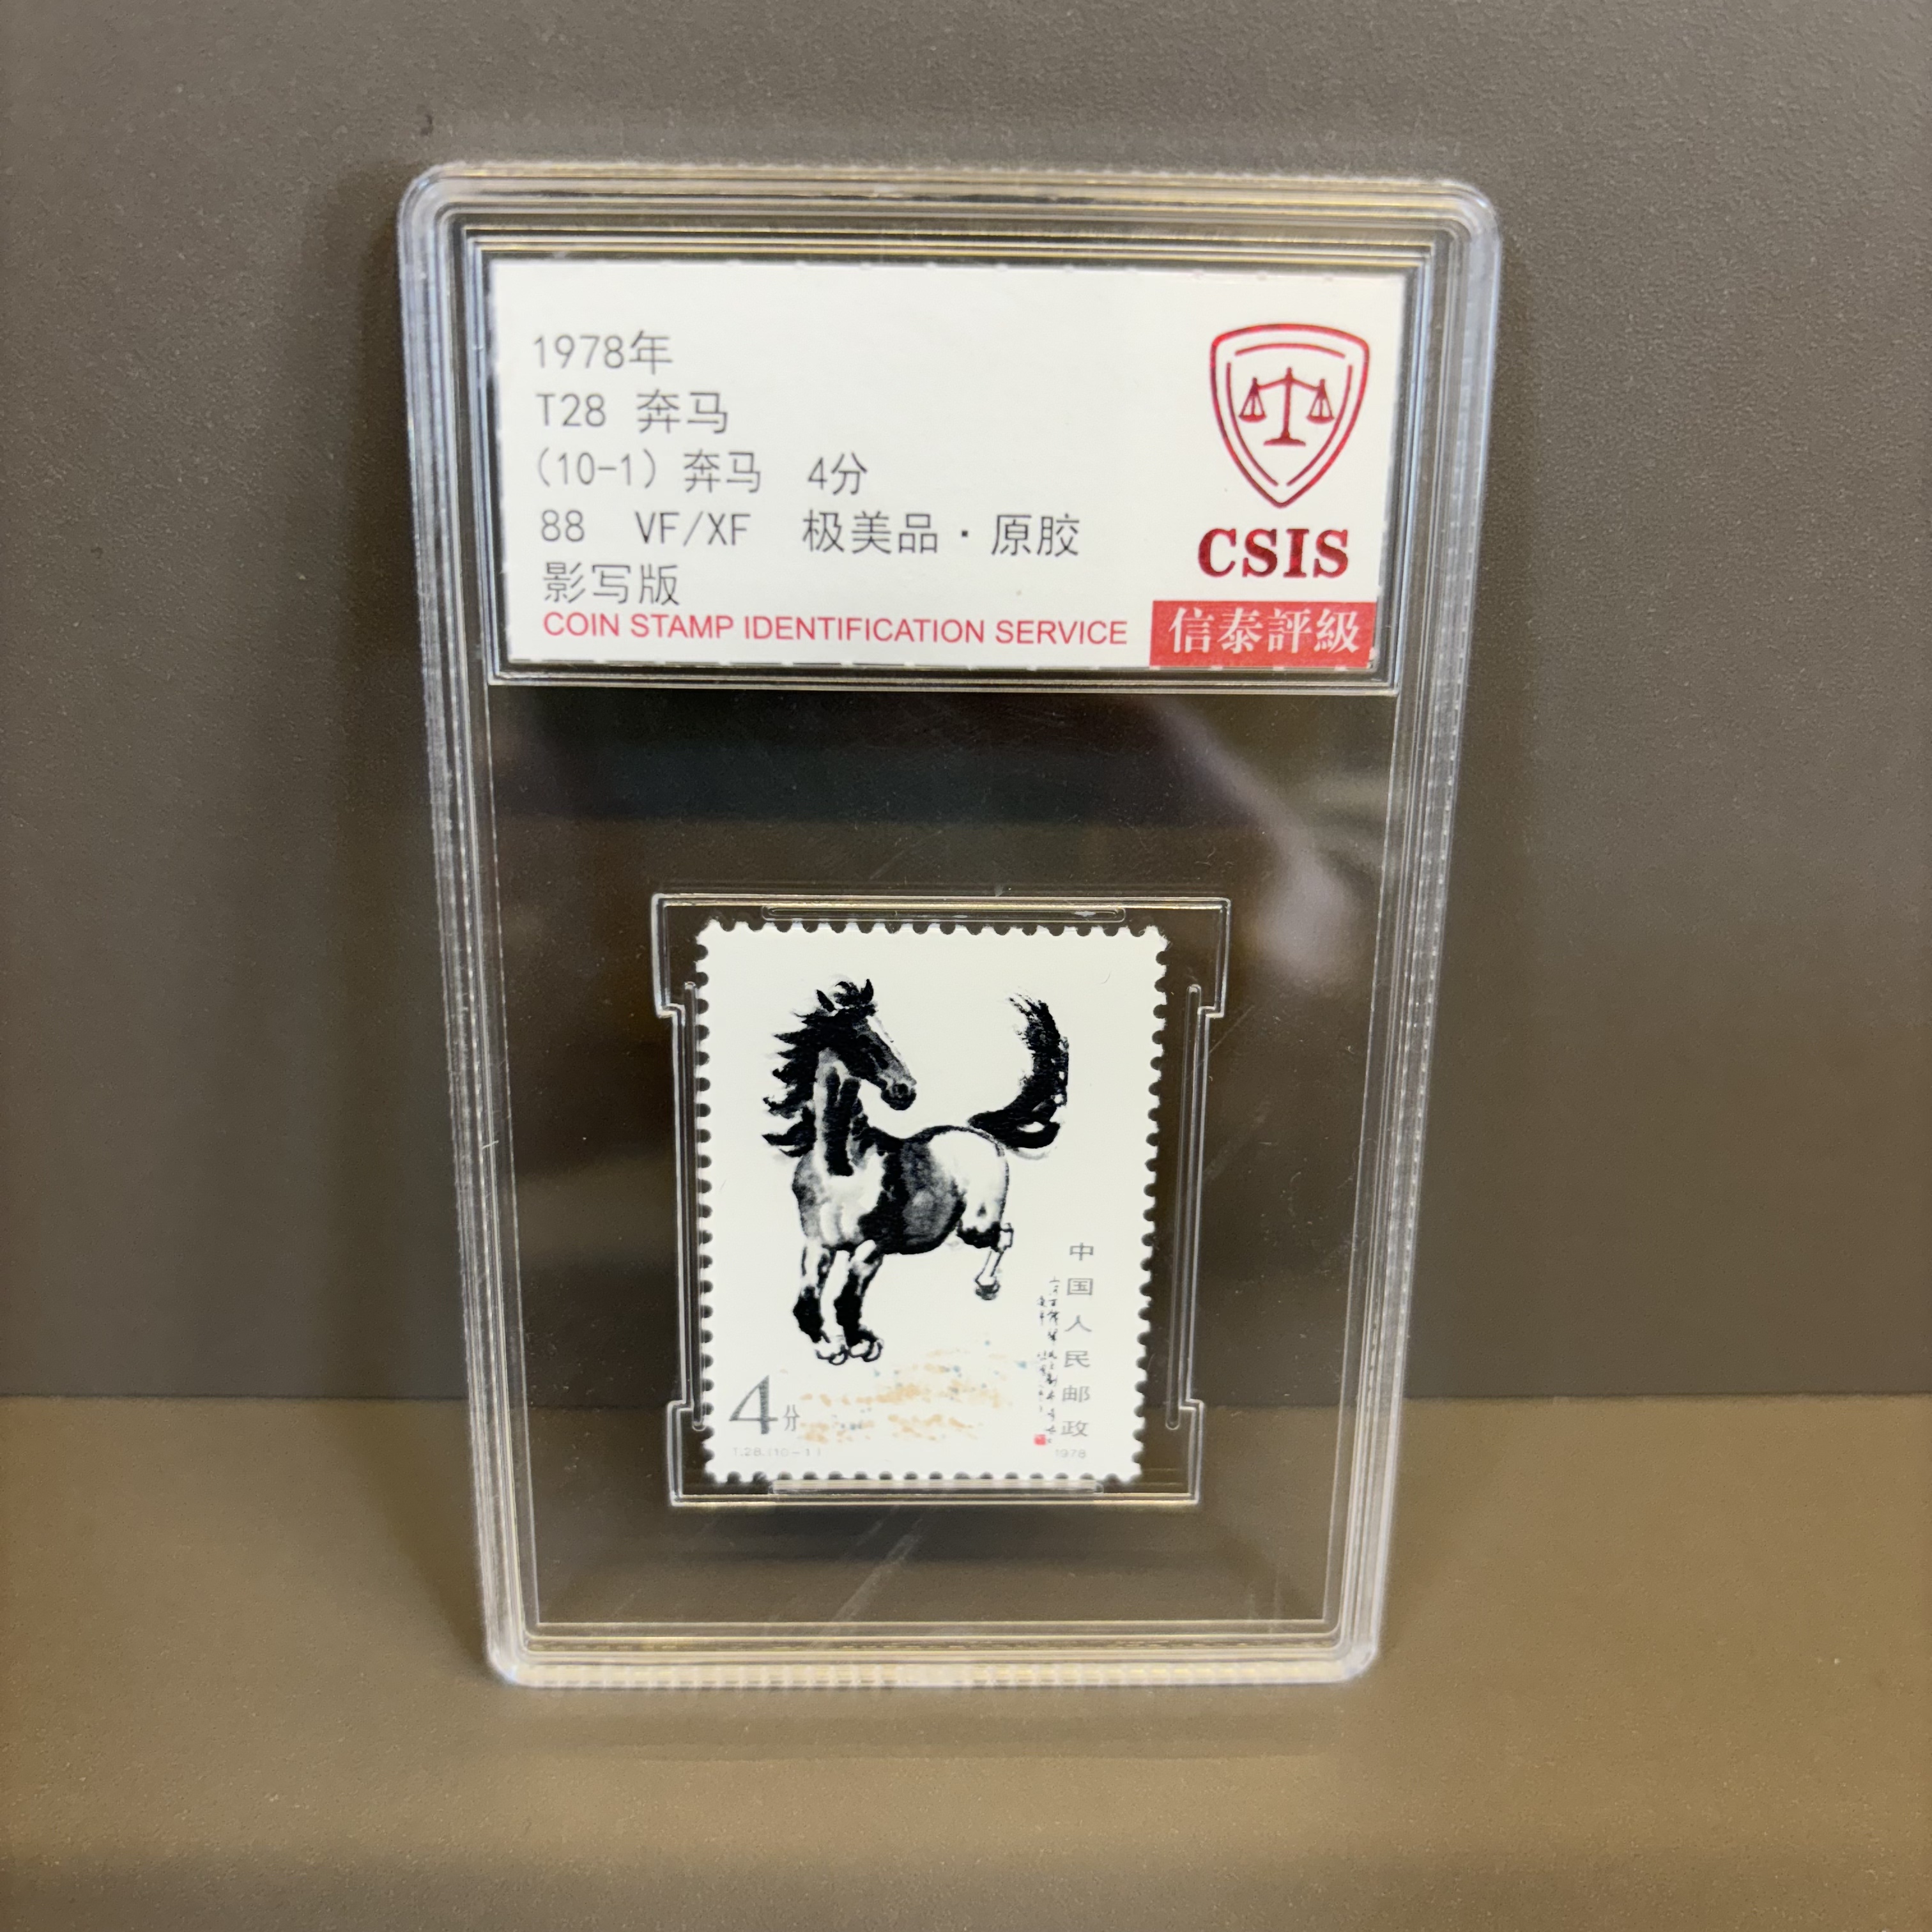 1978年
T28 奔马
(10-1) 奔马 4分
88 VF/XF 极美品·原胶
影写版
COIN STAMP IDENTIFICATION SERVICE
CSIS
信泰評級
中国人民邮政
4分
T.28.(10-1)
1978